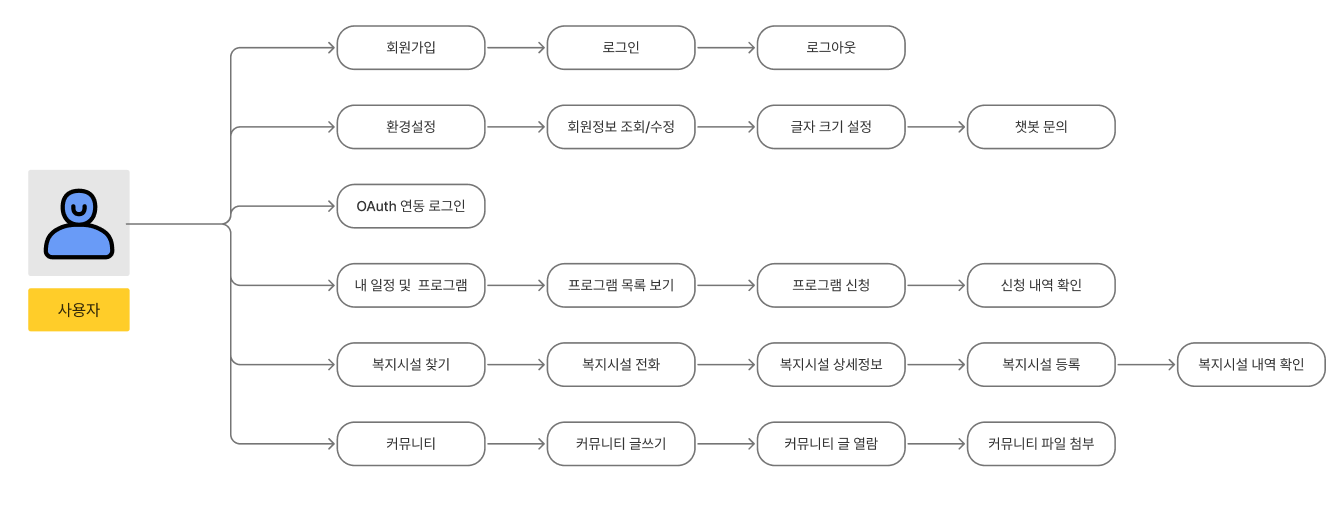 회원가입
로그인
로그아웃
환경설정
회원정보 조회/수정
글자 크기 설정
챗봇 문의
OAuth 연동 로그인
내 일정 및  프로그램
프로그램 목록 보기
프로그램 신청
신청 내역 확인
사용자
복지시설 찾기
복지시설 전화
복지시설 상세정보
복지시설 등록
복지시설 내역 확인
커뮤니티
커뮤니티 글쓰기
커뮤니티 글 열람
커뮤니티 파일 첨부